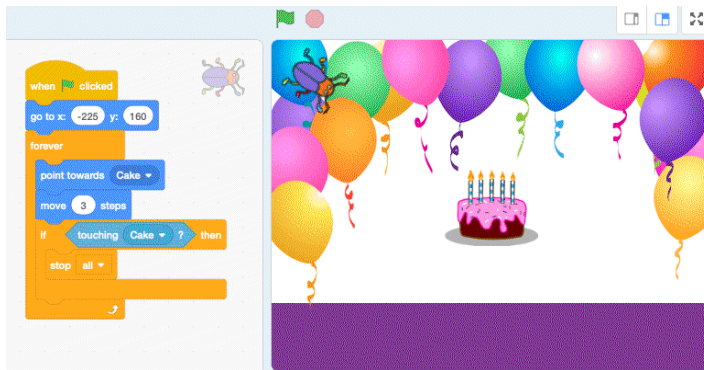 when clicked
go to x: -225 y: 160
forever
point towards Cake
move 3 steps
if touching Cake ? then
stop all